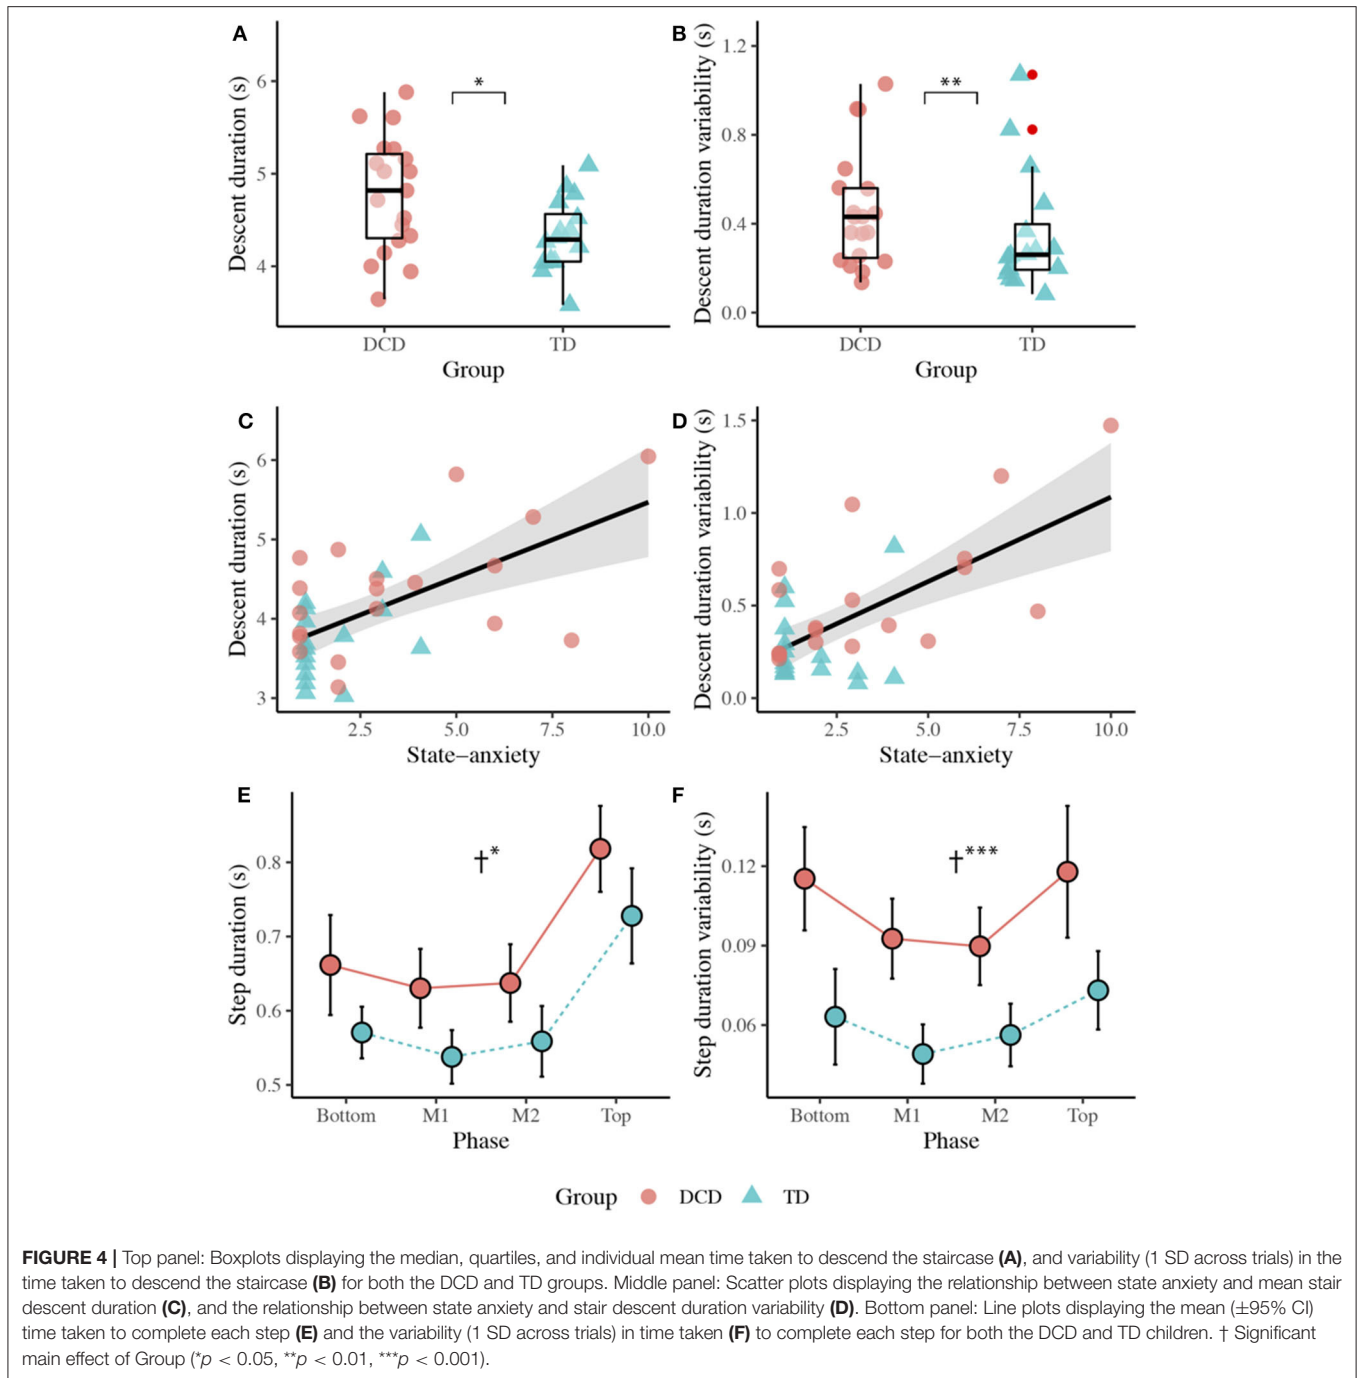 A
Descent duration (s)
6
5
4
*
DCD
TD
Group
B
Descent duration variability (s)
1.2
0.8
0.4
0.0
**
DCD
TD
Group
C
Descent duration (s)
6
5
4
3
2.5
5.0
7.5
10.0
State−anxiety
D
Descent duration variability (s)
1.5
1.0
0.5
0.0
2.5
5.0
7.5
10.0
State−anxiety
E
Step duration (s)
0.8
0.7
0.6
0.5
†*
Bottom
M1
M2
Top
Phase
F
Step duration variability (s)
0.12
0.09
0.06
†***
Bottom
M1
M2
Top
Phase
Group DCD TD
FIGURE 4 | Top panel: Boxplots displaying the median, quartiles, and individual mean time taken to descend the staircase (A), and variability (1 SD across trials) in the
time taken to descend the staircase (B) for both the DCD and TD groups. Middle panel: Scatter plots displaying the relationship between state anxiety and mean stair
descent duration (C), and the relationship between state anxiety and stair descent duration variability (D). Bottom panel: Line plots displaying the mean (±95% CI)
time taken to complete each step (E) and the variability (1 SD across trials) in time taken (F) to complete each step for both the DCD and TD children. † Significant
main effect of Group (*p < 0.05, **p < 0.01, ***p < 0.001).